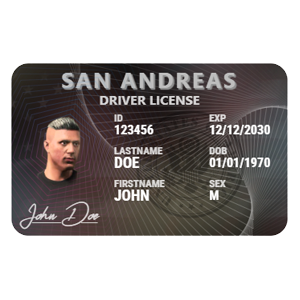 SAN ANDREAS
DRIVER LICENSE
ID EXP
123456 12/12/2030
LASTNAME DOB
DOE 01/01/1970
FIRSTNAME SEX
JOHN M
John Doe